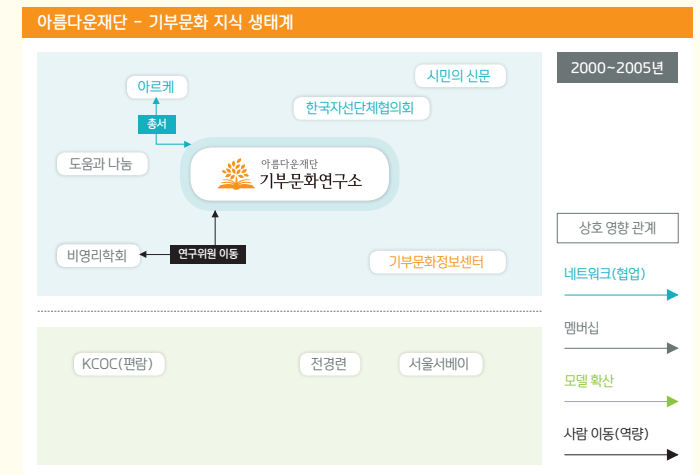 아름다운재단 - 기부문화 지식 생태계
2000~2005년
시민의 신문
아르케
한국자선단체협의회
총서
도움과 나눔
아름다운재단
기부문화연구소
상호 영향 관계
비영리학회
연구위원 이동
기부문화정보센터
네트워크(협업)
멤버십
KCOC(편람)
전경련
서울서베이
모델 확산
사람 이동(역량)